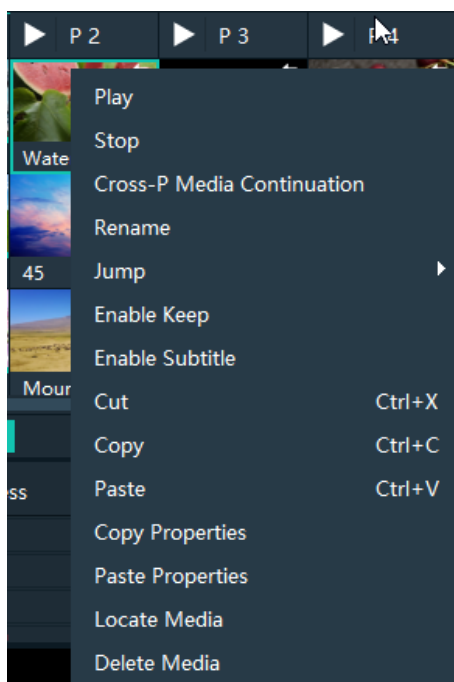 P 2 P 3 P 4
Play
Stop
Wate
Cross-P Media Continuation
Rename
45
Jump
Enable Keep
Enable Subtitle
Mour
Cut Ctrl+X
Copy Ctrl+C
ss
Paste Ctrl+V
Copy Properties
Paste Properties
Locate Media
Delete Media